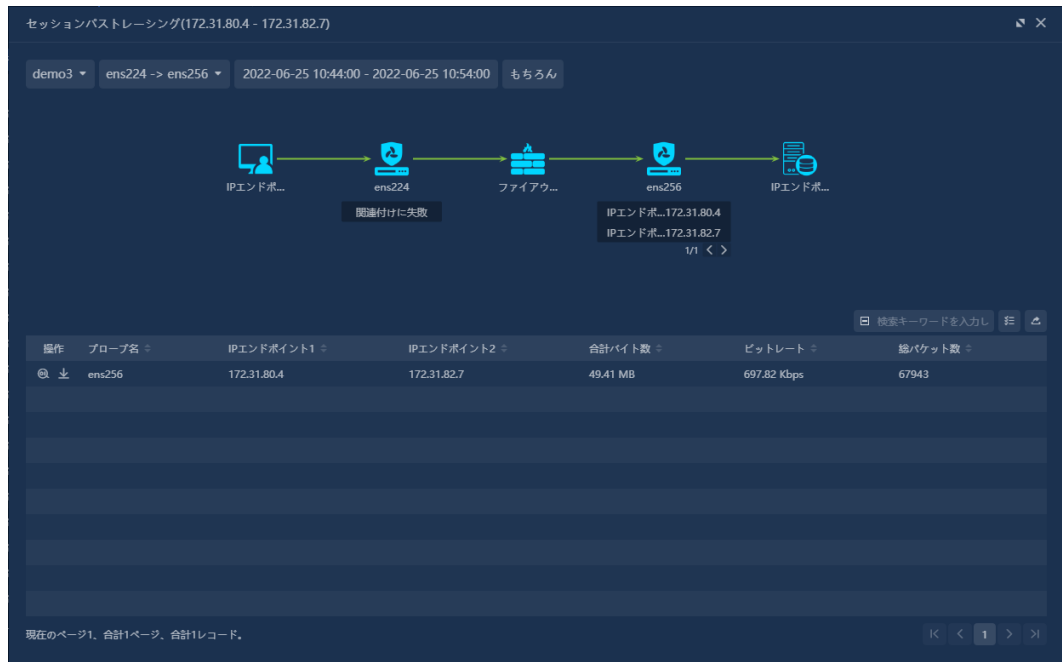 セッションパストレーシング(172.31.80.4 - 172.31.82.7)
demo3 ens224 -> ens256 2022-06-25 10:44:00 - 2022-06-25 10:54:00 もちろん
IPエンドポ... ens224 ファイアウ... ens256 IPエンドポ...
関連付けに失敗 IPエンドポ...172.31.80.4
IPエンドポ...172.31.82.7
1/1
検索キーワードを入力し
操作 プローブ名 IPエンドポイント1 IPエンドポイント2 合計バイト数 ビットレート 総パケット数
ens256 172.31.80.4 172.31.82.7 49.41 MB 697.82 Kbps 67943
現在のページ1、合計1ページ、合計1レコード。 1